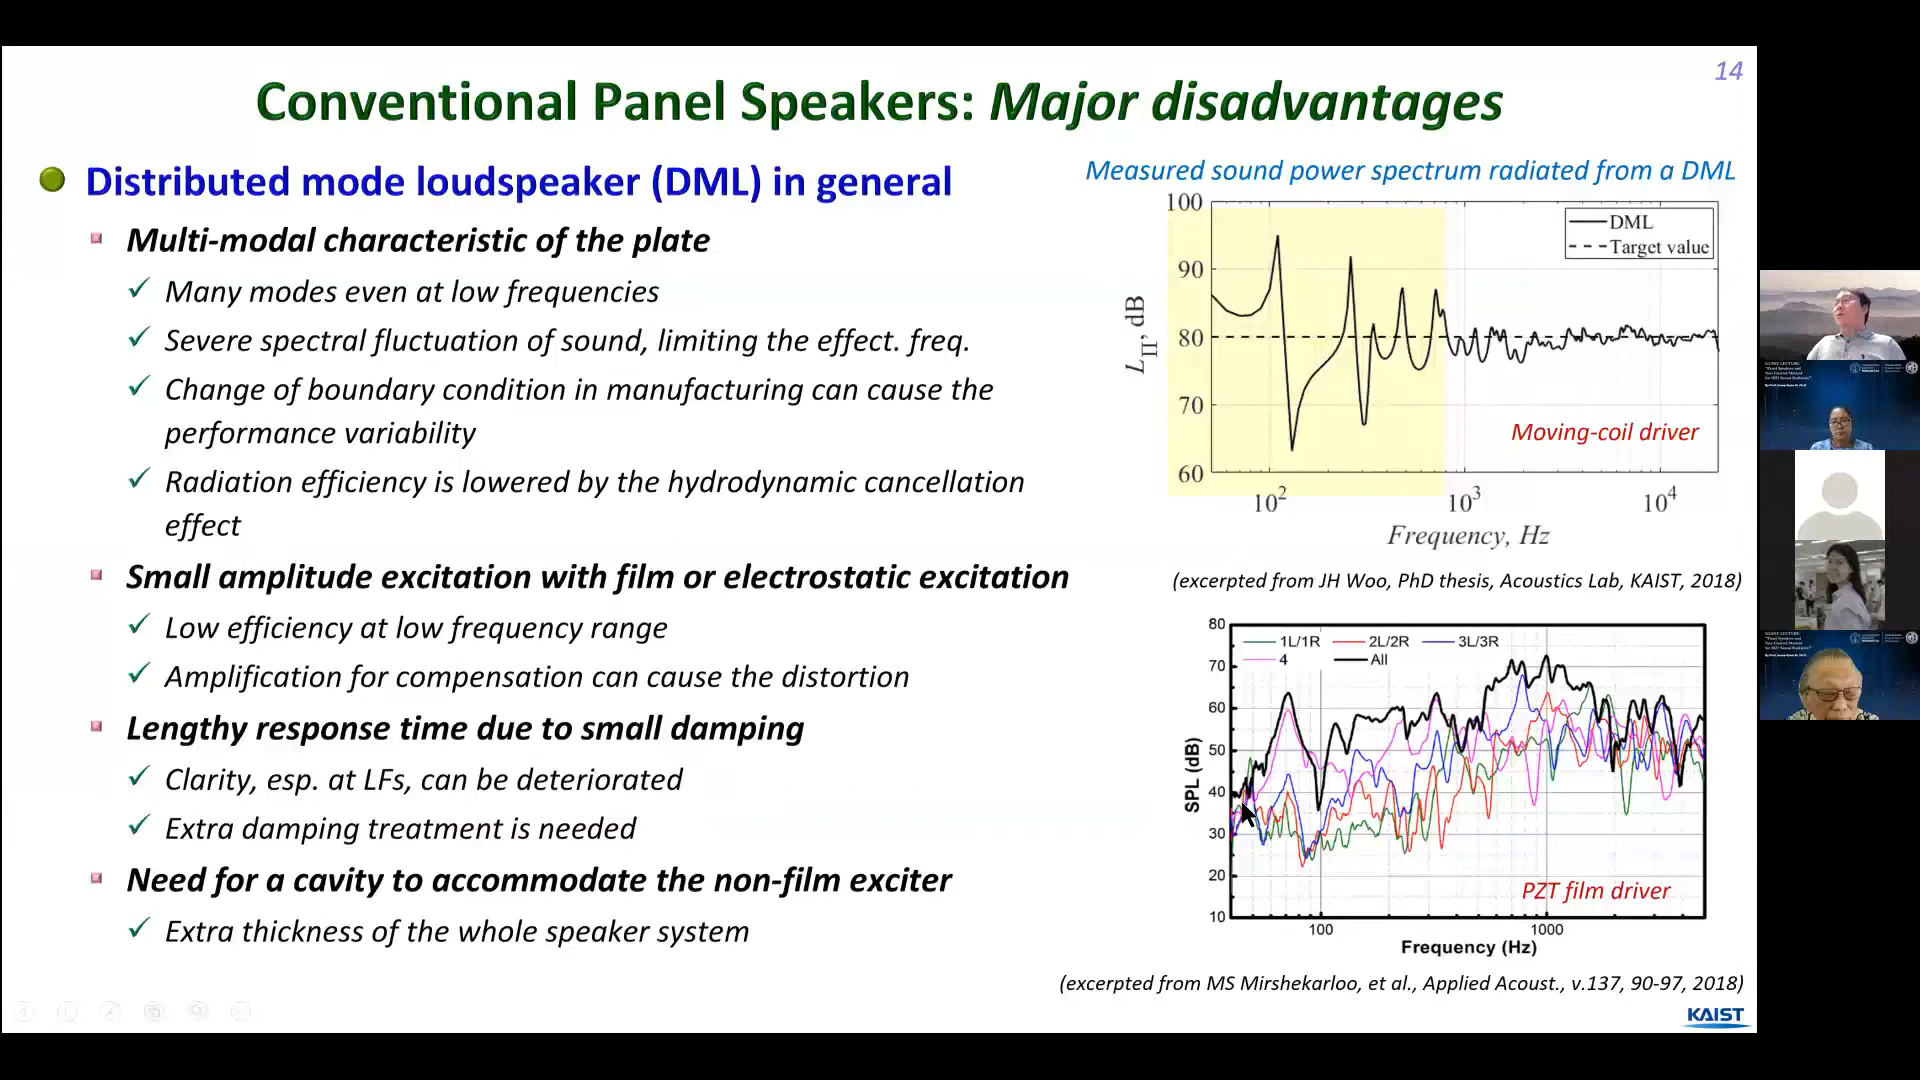 14
Conventional Panel Speakers: Major disadvantages
Distributed mode loudspeaker (DML) in general
Multi-modal characteristic of the plate
Many modes even at low frequencies
Severe spectral fluctuation of sound, limiting the effect. freq.
Change of boundary condition in manufacturing can cause the
performance variability
Radiation efficiency is lowered by the hydrodynamic cancellation
effect
Small amplitude excitation with film or electrostatic excitation
Low efficiency at low frequency range
Amplification for compensation can cause the distortion
Lengthy response time due to small damping
Clarity, esp. at LFs, can be deteriorated
Extra damping treatment is needed
Need for a cavity to accommodate the non-film exciter
Extra thickness of the whole speaker system
Measured sound power spectrum radiated from a DML
100
90
80
70
60
LΠ, dB
DML
Target value
Moving-coil driver
10² 10³ 10⁴
Frequency, Hz
(excerpted from JH Woo, PhD thesis, Acoustics Lab, KAIST, 2018)
80
70
60
50
40
30
20
10
SPL (dB)
1L/1R 2L/2R 3L/3R
4 All
PZT film driver
100 1000
Frequency (Hz)
(excerpted from MS Mirshekarloo, et al., Applied Acoust., v.137, 90-97, 2018)
KAIST
GUEST LECTURE
GUEST LECTURE